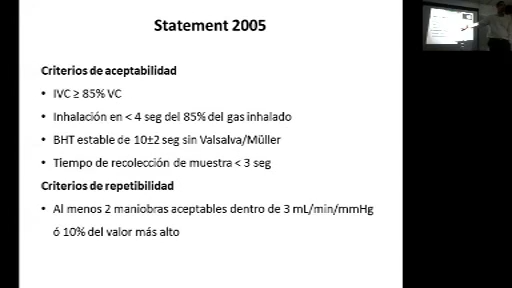 Statement 2005
Criterios de aceptabilidad
• IVC ≥ 85% VC
• Inhalación en < 4 seg del 85% del gas inhalado
• BHT estable de 10±2 seg sin Valsalva/Müller
• Tiempo de recolección de muestra < 3 seg
Criterios de repetibilidad
• Al menos 2 maniobras aceptables dentro de 3 mL/min/mmHg
ó 10% del valor más alto